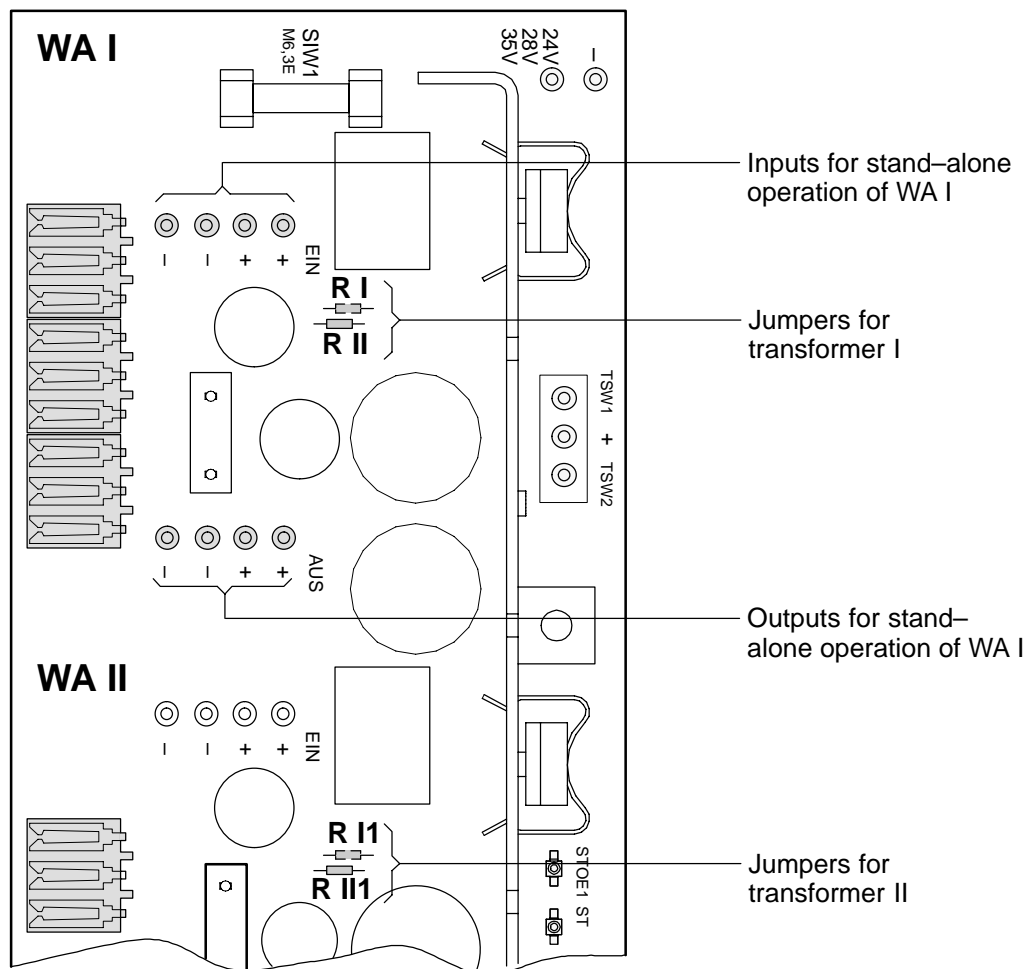 WA I
SIW1
M6,3E
24V
28V
35V
–
Inputs for stand–alone
operation of WA I
– – + +
EIN
R I
R II
Jumpers for
transformer I
TSW1
+
TSW2
– – + +
AUS
Outputs for stand–
alone operation of WA I
WA II
– – + +
EIN
R I1
R II1
Jumpers for
transformer II
STOE1 ST